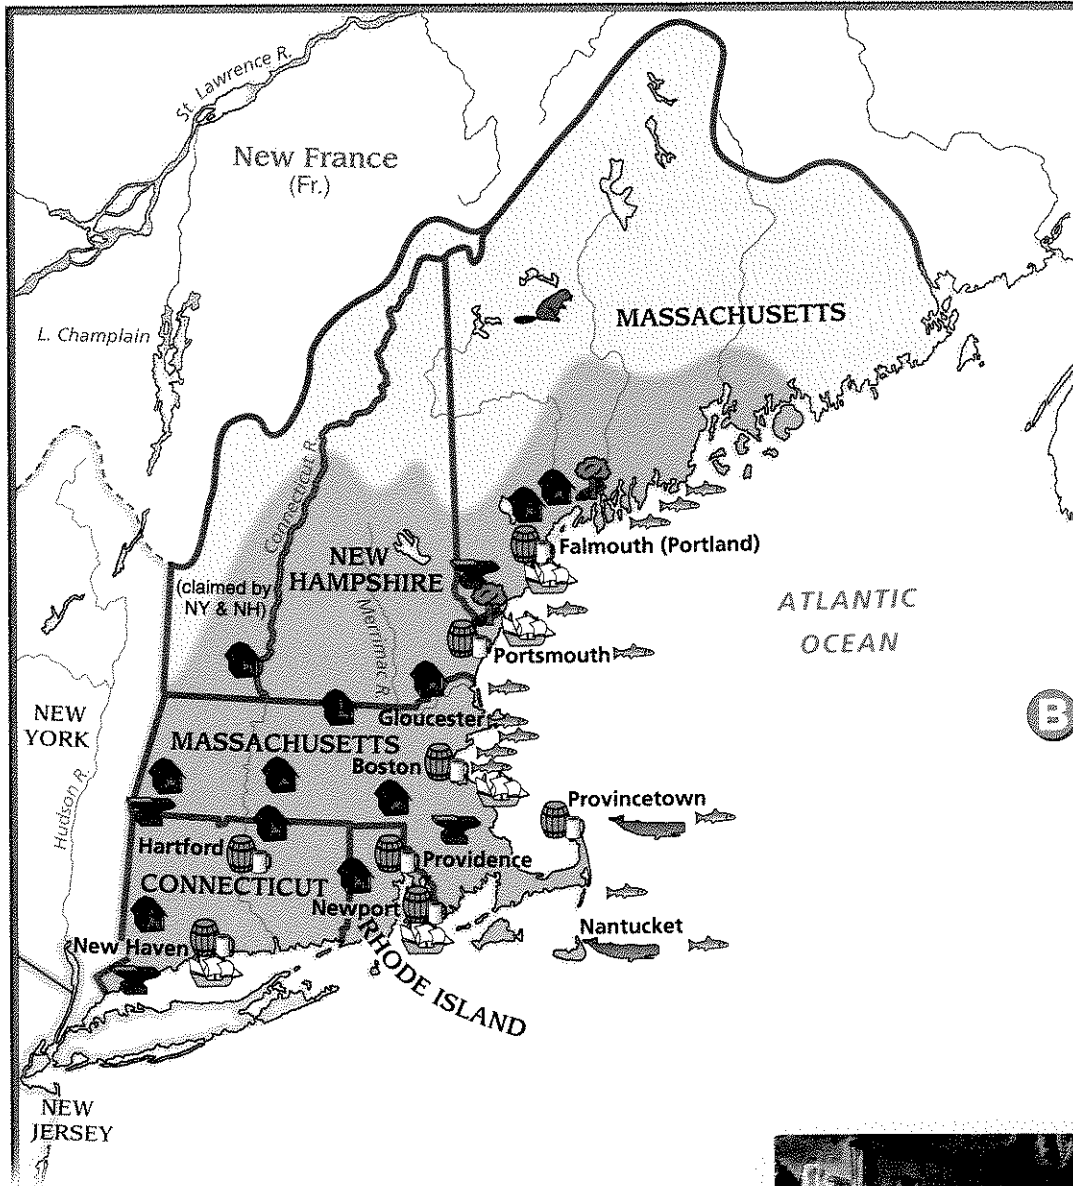 St. Lawrence R.
New France
(Fr.)
L. Champlain
MASSACHUSETTS
Connecticut R.
Falmouth (Portland)
NEW
HAMPSHIRE
(claimed by
NY & NH)
Merrimac R.
ATLANTIC
OCEAN
Portsmouth
NEW
YORK
Gloucester
B
MASSACHUSETTS
Boston
Hudson R.
Provincetown
Hartford
Providence
CONNECTICUT
Newport
Nantucket
New Haven
RHODE ISLAND
NEW
JERSEY